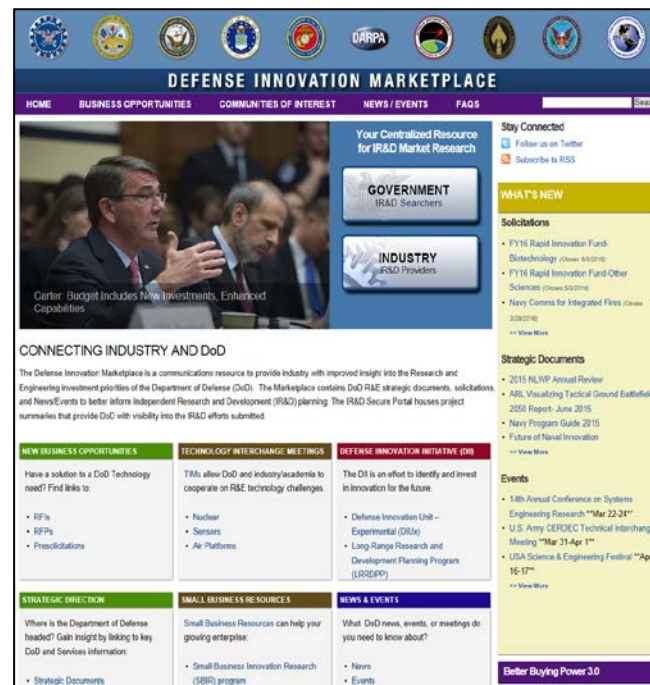 DARPA
DEFENSE INNOVATION MARKETPLACE
HOME BUSINESS OPPORTUNITIES COMMUNITIES OF INTEREST NEWS / EVENTS FAQS
Carter: Budget Includes New Investments, Enhanced
Capabilities
Your Centralized Resource
for IR&D Market Research
GOVERNMENT
IR&D Searchers
INDUSTRY
IR&D Providers
CONNECTING INDUSTRY AND DoD
The Defense Innovation Marketplace is a communications resource to provide industry with improved insight into the Research and
Engineering investment priorities of the Department of Defense (DoD). The Marketplace contains DoD R&E strategic documents, solicitations,
and News/Events to better inform Independent Research and Development (IR&D) planning. The IR&D Secure Portal houses project
summaries that provide DoD with visibility into the IR&D efforts submitted.
NEW BUSINESS OPPORTUNITIES
Have a solution to a DoD Technology
need? Find links to:
• RFIs
• RFPs
• Presolicitations
TECHNOLOGY INTERCHANGE MEETINGS
TIMs allow DoD and industry/academia to
cooperate on R&E technology challenges.
• Nuclear
• Sensors
• Air Platforms
DEFENSE INNOVATION INITIATIVE (DII)
The DII is an effort to identify and invest
in innovation for the future.
• Defense Innovation Unit –
Experimental (DIUx)
• Long-Range Research and
Development Planning Program
(LRRDPP)
STRATEGIC DIRECTION
Where is the Department of Defense
headed? Gain insight by linking to key
DoD and Services information:
• Strategic Documents
SMALL BUSINESS RESOURCES
Small Business Resources can help your
growing enterprise:
• Small Business Innovation Research
(SBIR) program
NEWS & EVENTS
What DoD news, events, or meetings do
you need to know about?
• News
• Events
Stay Connected
Follow us on Twitter
Subscribe to RSS
WHAT'S NEW
Solicitations
• FY16 Rapid Innovation Fund-
Biotechnology
• FY16 Rapid Innovation Fund-Other
Sciences
• Navy Comms for Integrated Fires
>> View More
Strategic Documents
• 2015 NLIVP Annual Review
• ARL Visualizing Tactical Ground Battlefield
2050 Report- June 2015
• Navy Program Guide 2015
• Future of Naval Innovation
>> View More
Events
• 14th Annual Conference on Systems
Engineering Research **Mar 22-24**
• U.S. Army CERDEC Technical Interchang
Meeting **Mar 31-Apr 1**
• USA Science & Engineering Festival **Apr
16-17**
>> View More
Better Buying Power 3.0